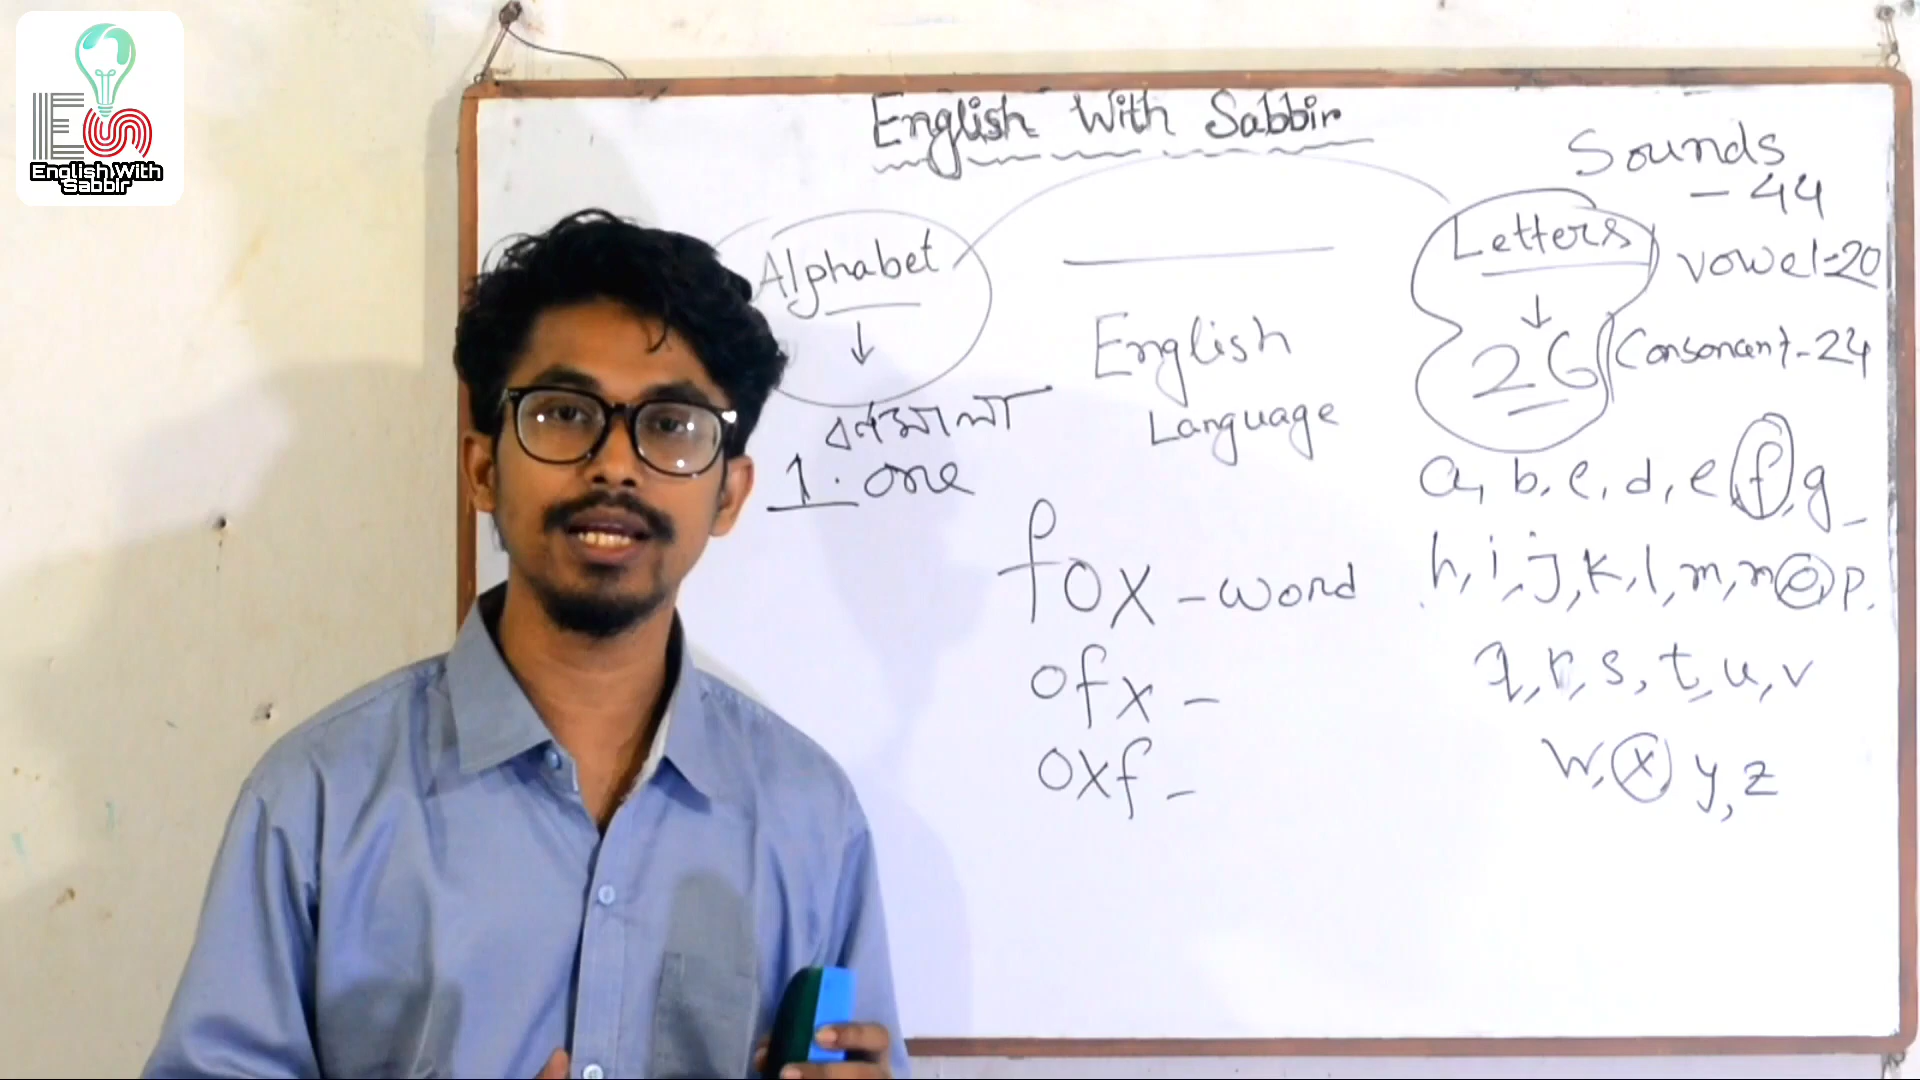 English With
Sabbir
English With Sabbir
Sounds
- 44
vowel-20
Consonant-24
Alphabet
↓
বর্ণমালা
1. one
English
Language
Letters
↓
26
a, b, c, d, e, f, g
h, i, j, k, l, m, n, o, p,
q, r, s, t, u, v
w, x, y, z
fox - word
ofx -
oxf -